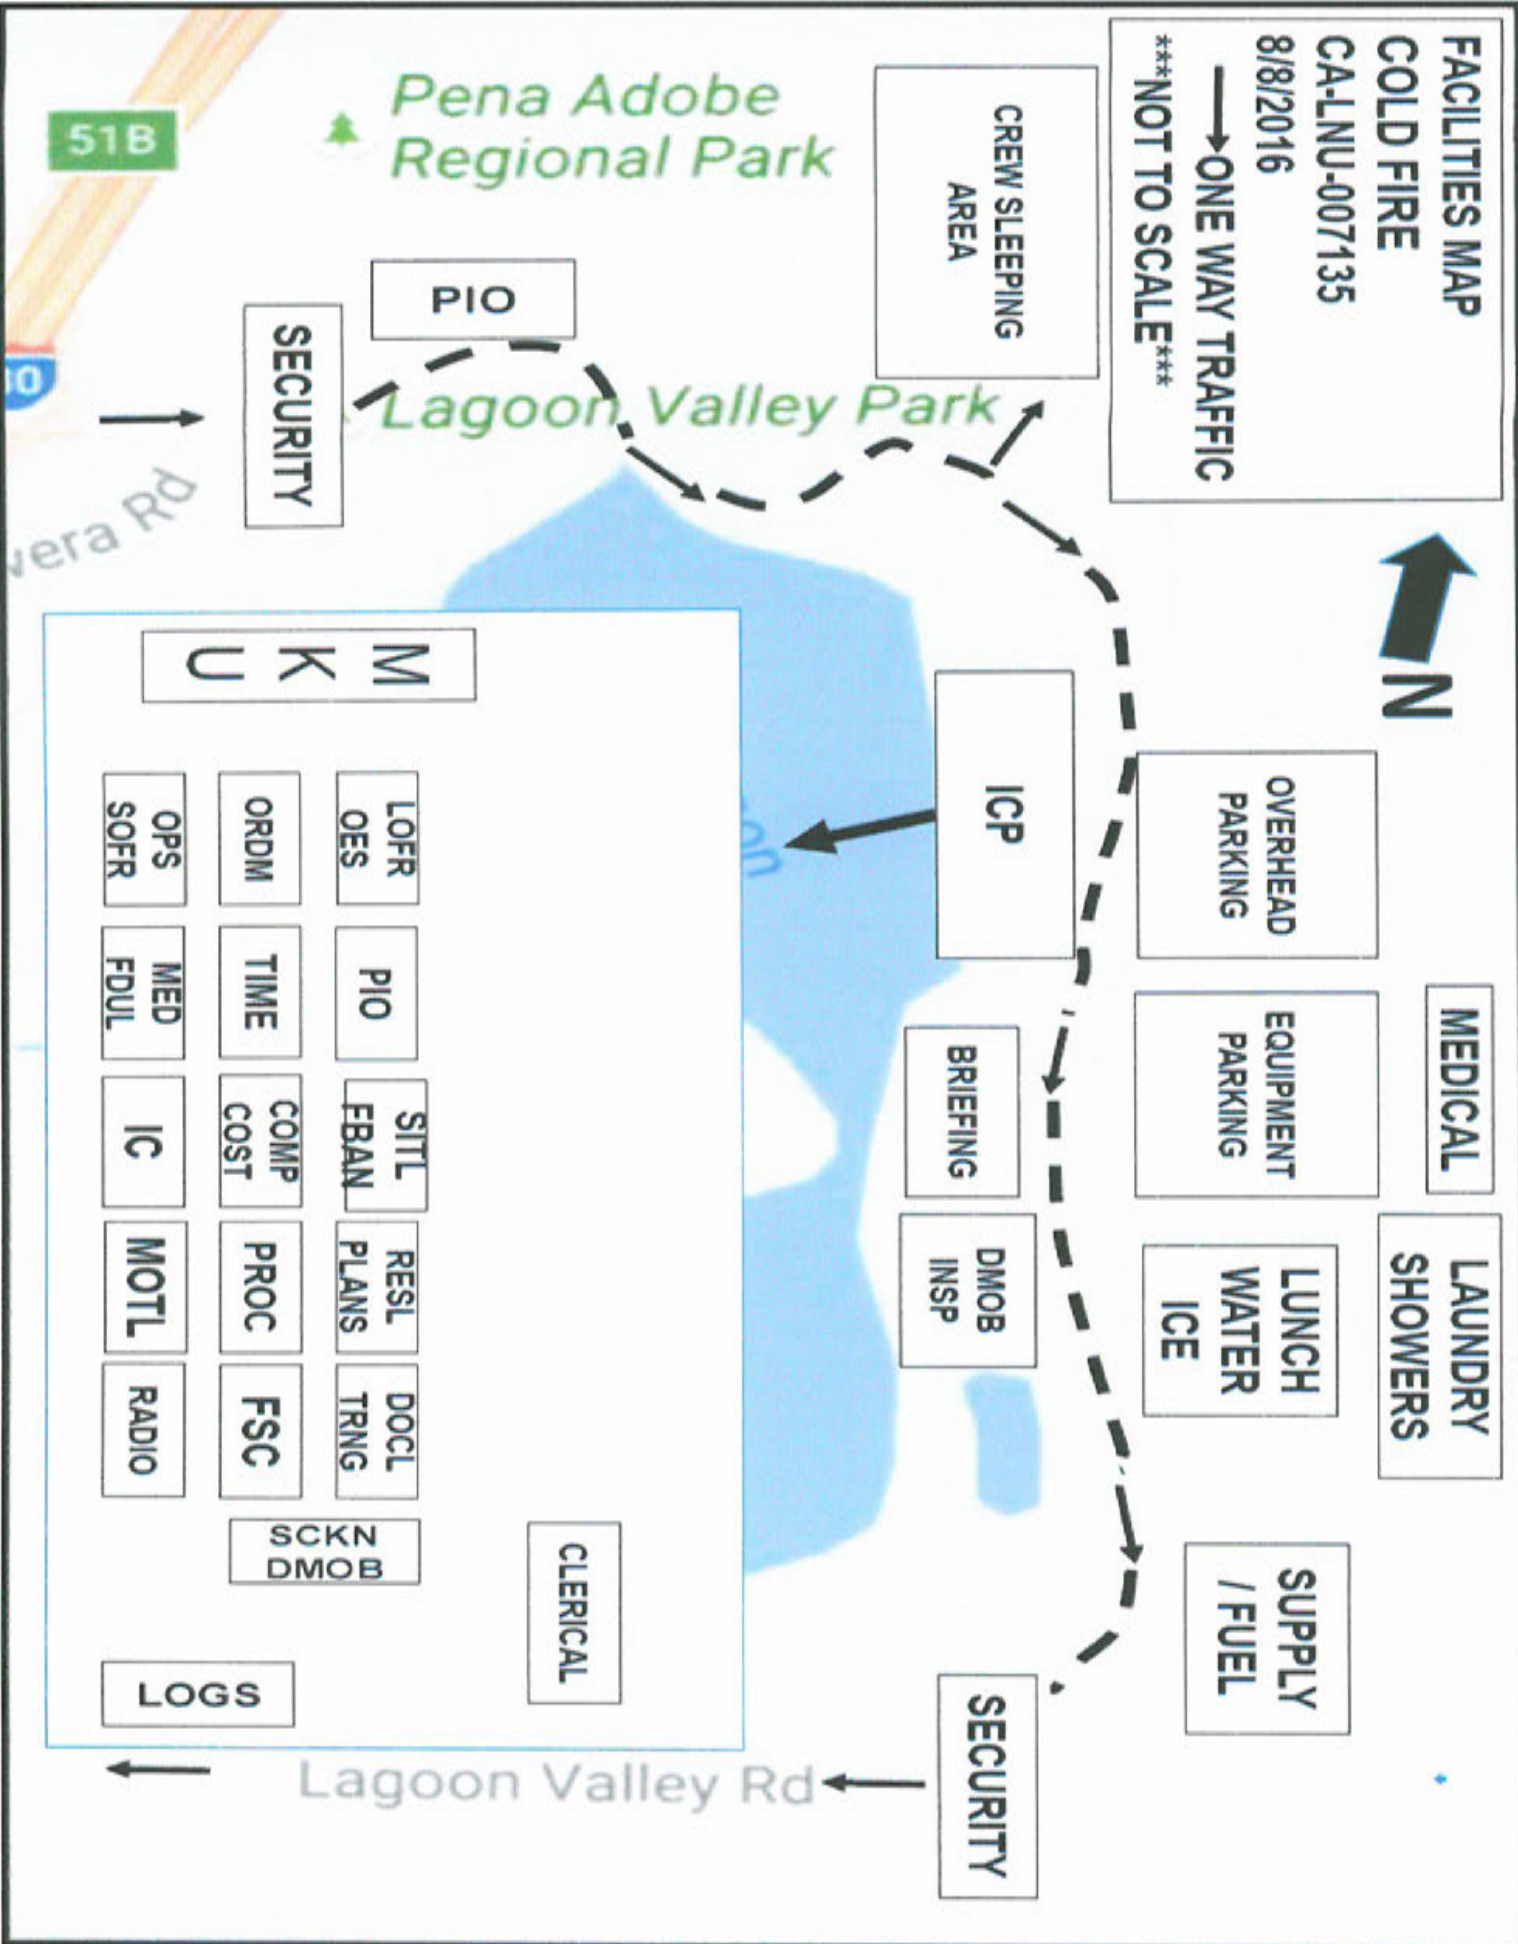 FACILITIES MAP
COLD FIRE
CA-LNU-007135
8/8/2016
ONE WAY TRAFFIC
***NOT TO SCALE***
N
CREW SLEEPING
AREA
Pena Adobe
Regional Park
51B
PIO
SECURITY
Lagoon Valley Park
80
vera Rd
MEDICAL
LAUNDRY
SHOWERS
OVERHEAD
PARKING
EQUIPMENT
PARKING
LUNCH
WATER
ICE
SUPPLY
/ FUEL
ICP
BRIEFING
DMOB
INSP
SECURITY
on
M
K
U
LOFR
OES
PIO
SITL
FBAN
RESL
PLANS
DOCL
TRNG
ORDM
TIME
COMP
COST
PROC
FSC
OPS
SOFR
MED
FDUL
IC
MOTL
RADIO
SCKN
DMOB
CLERICAL
LOGS
Lagoon Valley Rd